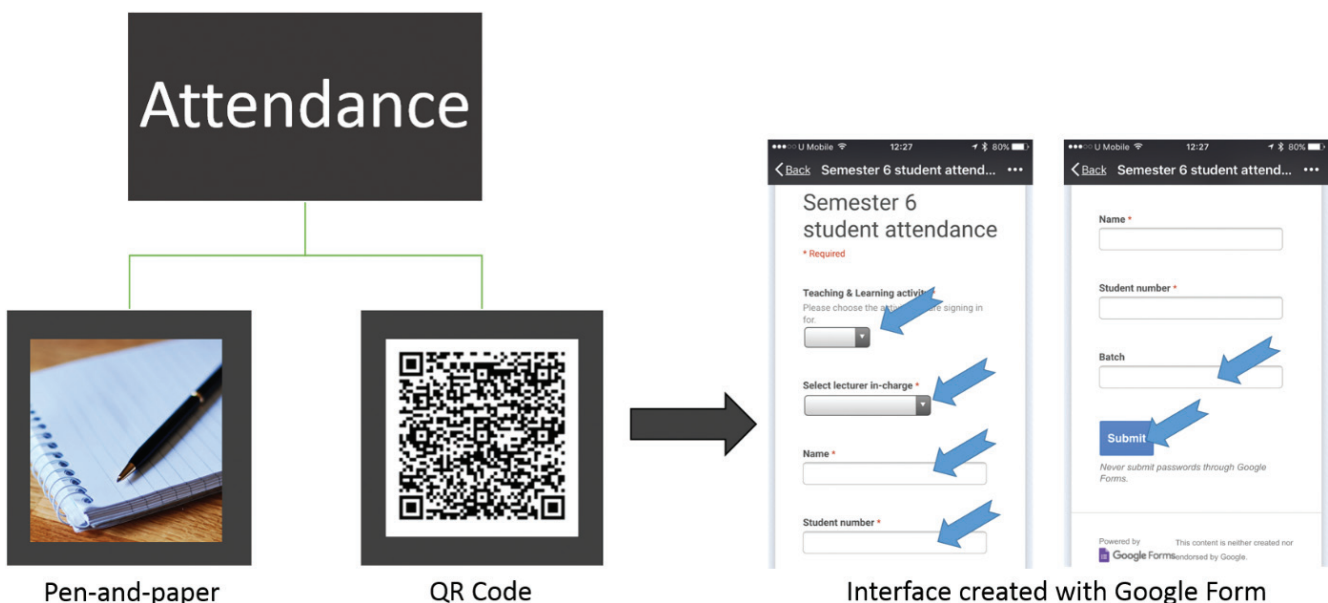 Attendance
Pen-and-paper
QR Code
U Mobile 12:27 80%
Back Semester 6 student attend...
Semester 6
student attendance
* Required
Teaching & Learning
Please choose the signing in
for.
Select lecturer in-charge *
Name *
Student number *
U Mobile 12:27 80%
Back Semester 6 student attend...
Name *
Student number *
Batch
Submit
Never submit passwords through Google
Forms.
Powered by
Google Forms
This content is neither created nor
endorsed by Google.
Interface created with Google Form